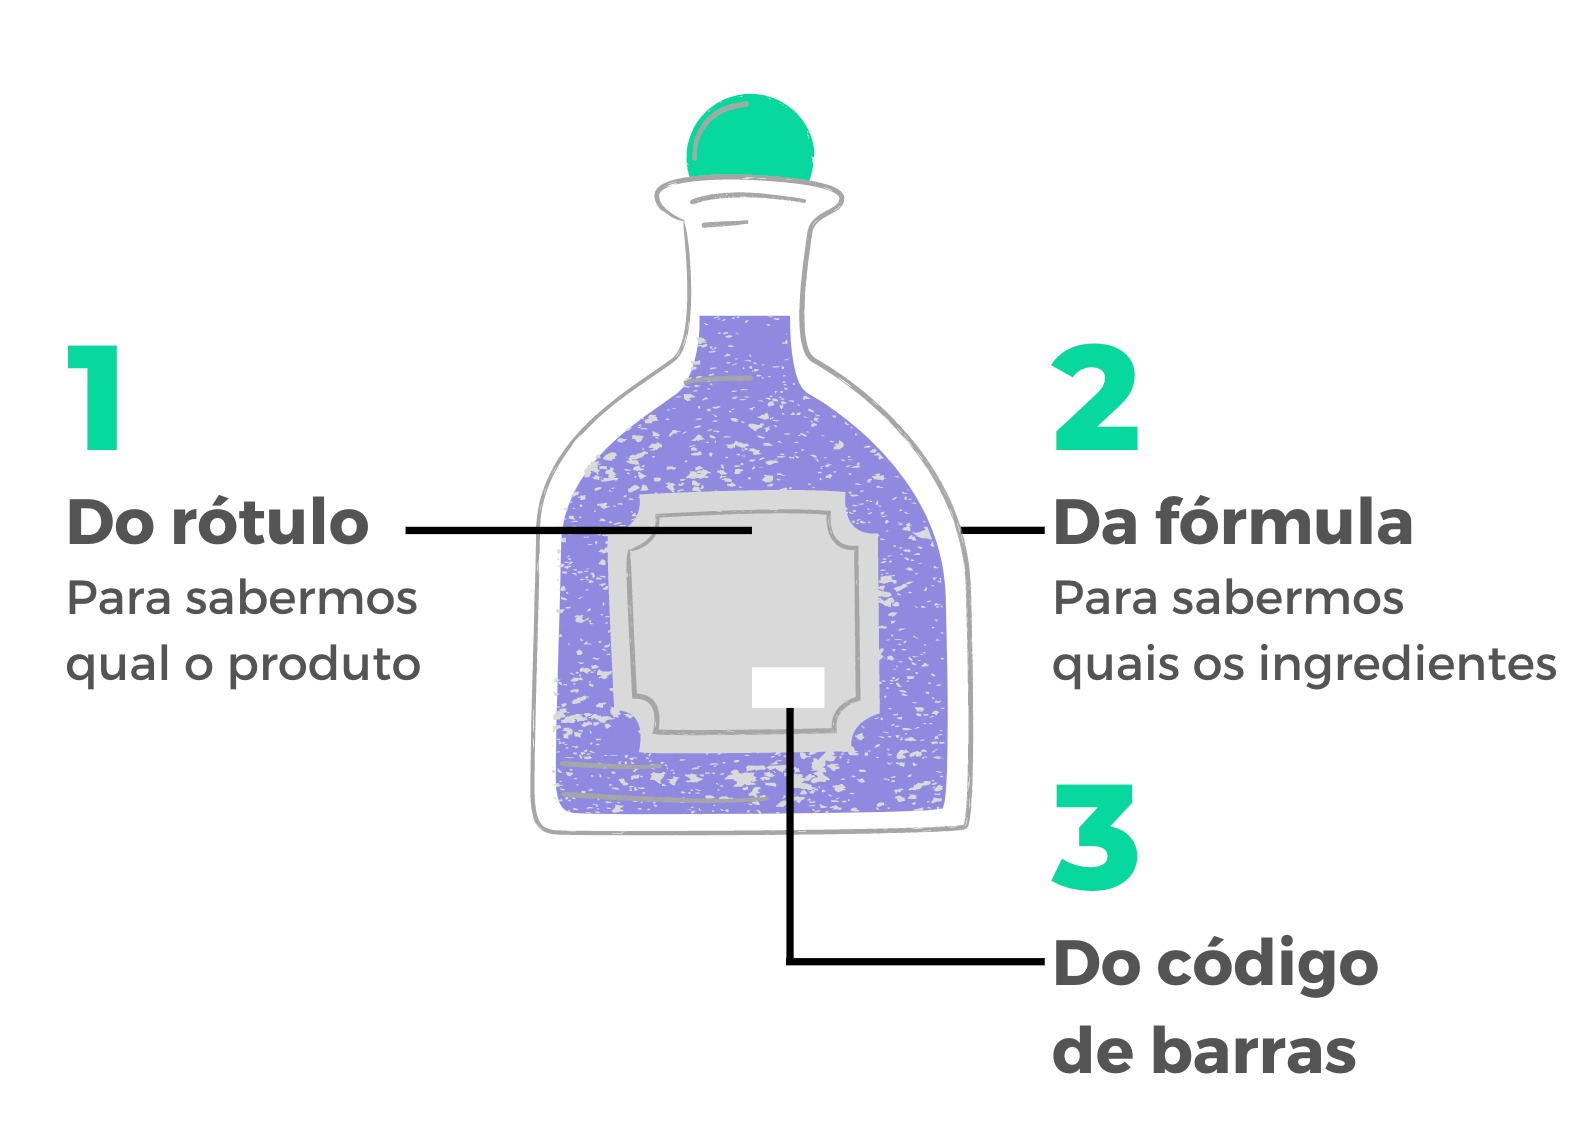 1
Do rótulo
Para sabermos
qual o produto
2
Da fórmula
Para sabermos
quais os ingredientes
3
Do código
de barras